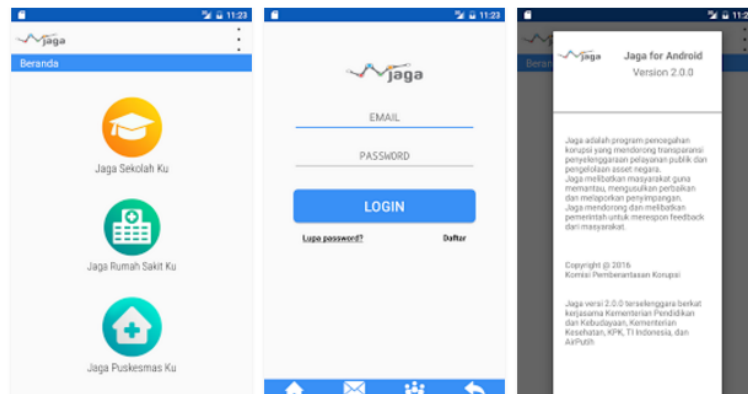 11:23
jaga
Beranda
Jaga Sekolah Ku
Jaga Rumah Sakit Ku
Jaga Puskesmas Ku
11:23
jaga
EMAIL
PASSWORD
LOGIN
Lupa password?
Daftar
11:2
Beran
jaga
Jaga for Android
Version 2.0.0
Jaga adalah program pencegahan
korupsi yang mendorong transparansi
penyelenggaraan pelayanan publik dan
pengelolaan asset negara.
Jaga melibatkan masyarakat guna
memantau, mengusulkan perbaikan
dan melaporkan penyimpangan.
Jaga mendorong dan melibatkan
pemerintah untuk merespon feedback
dari masyarakat.
Copyright @ 2016
Komisi Pemberantasan Korupsi
Jaga versi 2.0.0 terselenggara berkat
kerjasama Kementerian Pendidikan
dan Kebudayaan, Kementerian
Kesehatan, KPK, TI Indonesia, dan
AirPutih